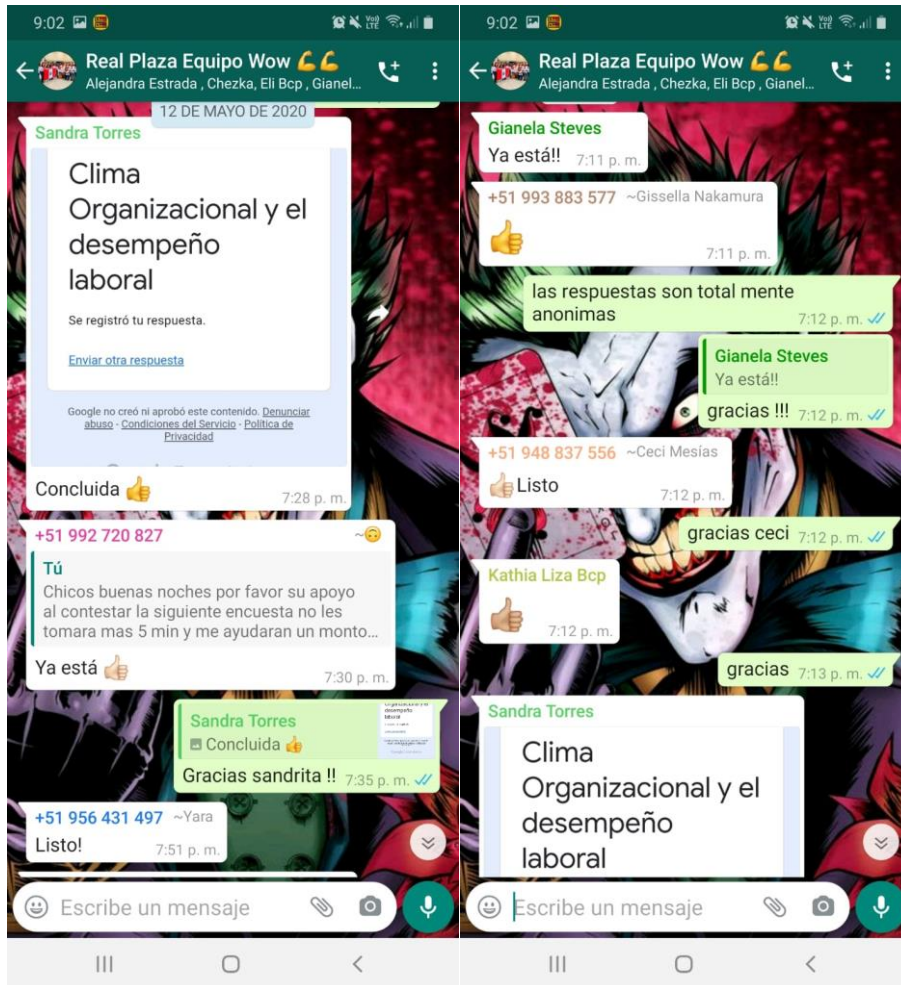 9:02
Real Plaza Equipo Wow 💪💪
Alejandra Estrada , Chezka, Eli Bcp , Gianel...
12 DE MAYO DE 2020
Sandra Torres
Clima
Organizacional y el
desempeño
laboral
Se registró tu respuesta.
Enviar otra respuesta
Google no creó ni aprobó este contenido. Denunciar
abuso - Condiciones del Servicio - Política de
Privacidad
Concluida 👍
7:28 p. m.
+51 992 720 827 ~🙃
Tú
Chicos buenas noches por favor su apoyo
al contestar la siguiente encuesta no les
tomara mas 5 min y me ayudaran un monto...
Ya está 👍🏻
7:30 p. m.
Sandra Torres
Concluida 👍
Gracias sandrita !! 7:35 p. m.
+51 956 431 497 ~Yara
Listo! 7:51 p. m.
Escribe un mensaje
9:02
Real Plaza Equipo Wow 💪💪
Alejandra Estrada , Chezka, Eli Bcp , Gianel...
Gianela Steves
Ya está!! 7:11 p. m.
+51 993 883 577 ~Gissella Nakamura
👍
7:11 p. m.
las respuestas son total mente
anonimas 7:12 p. m.
Gianela Steves
Ya está!!
gracias !!! 7:12 p. m.
+51 948 837 556 ~Ceci Mesías
👍🏻Listo 7:12 p. m.
gracias ceci 7:12 p. m.
Kathia Liza Bcp
👍🏽
7:12 p. m.
gracias 7:13 p. m.
Sandra Torres
Clima
Organizacional y el
desempeño
laboral
Escribe un mensaje